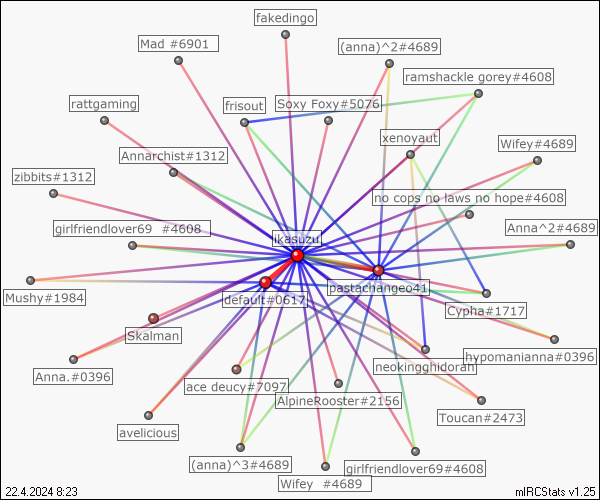 fakedingo
Mad #6901
(anna)^2#4689
ramshackle gorey#4608
rattgaming
frisout
Soxy Foxy#5076
xenoyaut
Wifey#4689
Annarchist#1312
zibbits#1312
no cops no laws no hope#4608
girlfriendlover69 #4608
ikasuzu
Anna^2#4689
Mushy#1984
default#0617
pastichangeo41
Cypha#1717
Skalman
neokingghidorah
hypomanianna#0396
Anna.#0396
ace deucy#7097
AlpineRooster#2156
Toucan#2473
avelicious
(anna)^3#4689
girlfriendlover69#4608
Wifey #4689
22.4.2024 8:23
mIRCStats v1.25